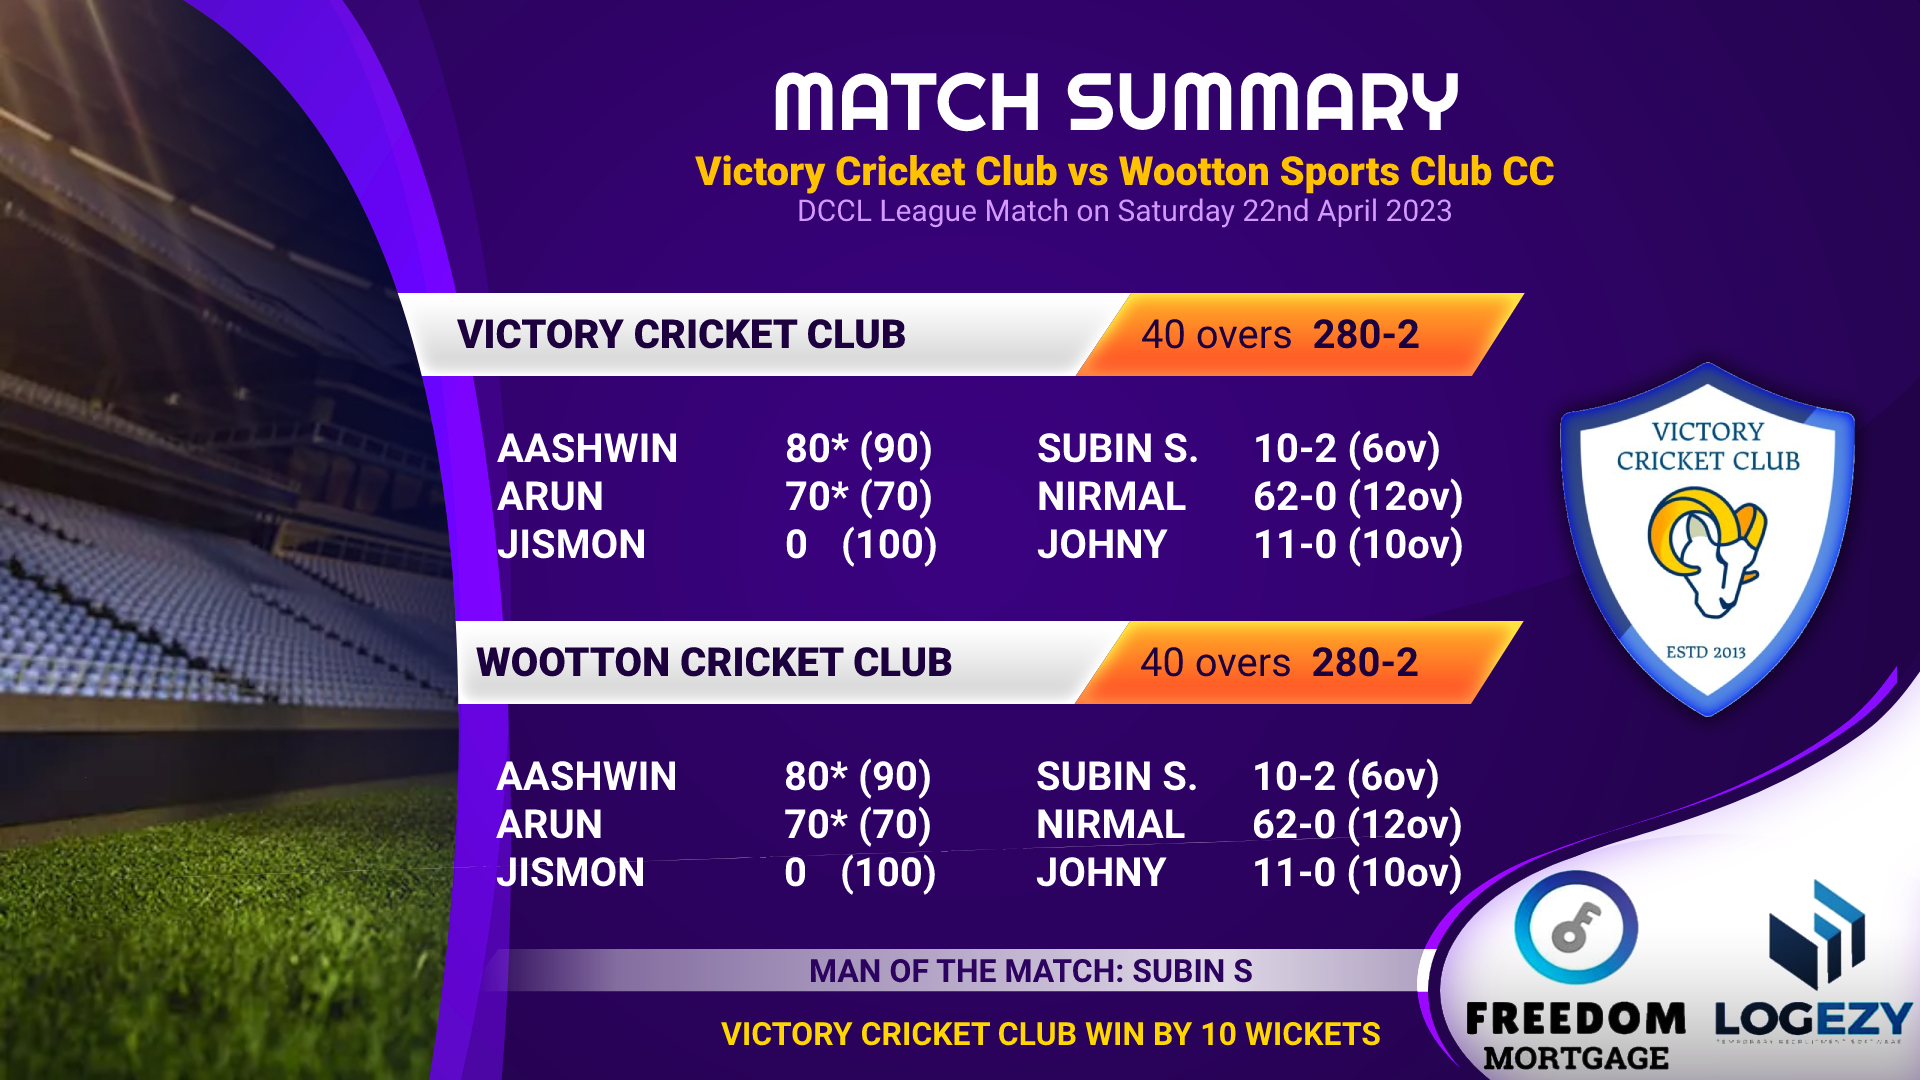 MATCH SUMMARY
Victory Cricket Club vs Wootton Sports Club CC
DCCL League Match on Saturday 22nd April 2023
VICTORY CRICKET CLUB 40 overs 280-2
AASHWIN 80* (90) SUBIN S. 10-2 (6ov)
ARUN 70* (70) NIRMAL 62-0 (12ov)
JISMON 0 (100) JOHNY 11-0 (10ov)
VICTORY
CRICKET CLUB
ESTD 2013
WOOTTON CRICKET CLUB 40 overs 280-2
AASHWIN 80* (90) SUBIN S. 10-2 (6ov)
ARUN 70* (70) NIRMAL 62-0 (12ov)
JISMON 0 (100) JOHNY 11-0 (10ov)
MAN OF THE MATCH: SUBIN S
VICTORY CRICKET CLUB WIN BY 10 WICKETS
FREEDOM
MORTGAGE
LOGEZY
TEMPORARY RECRUITMENT SOFTWARE